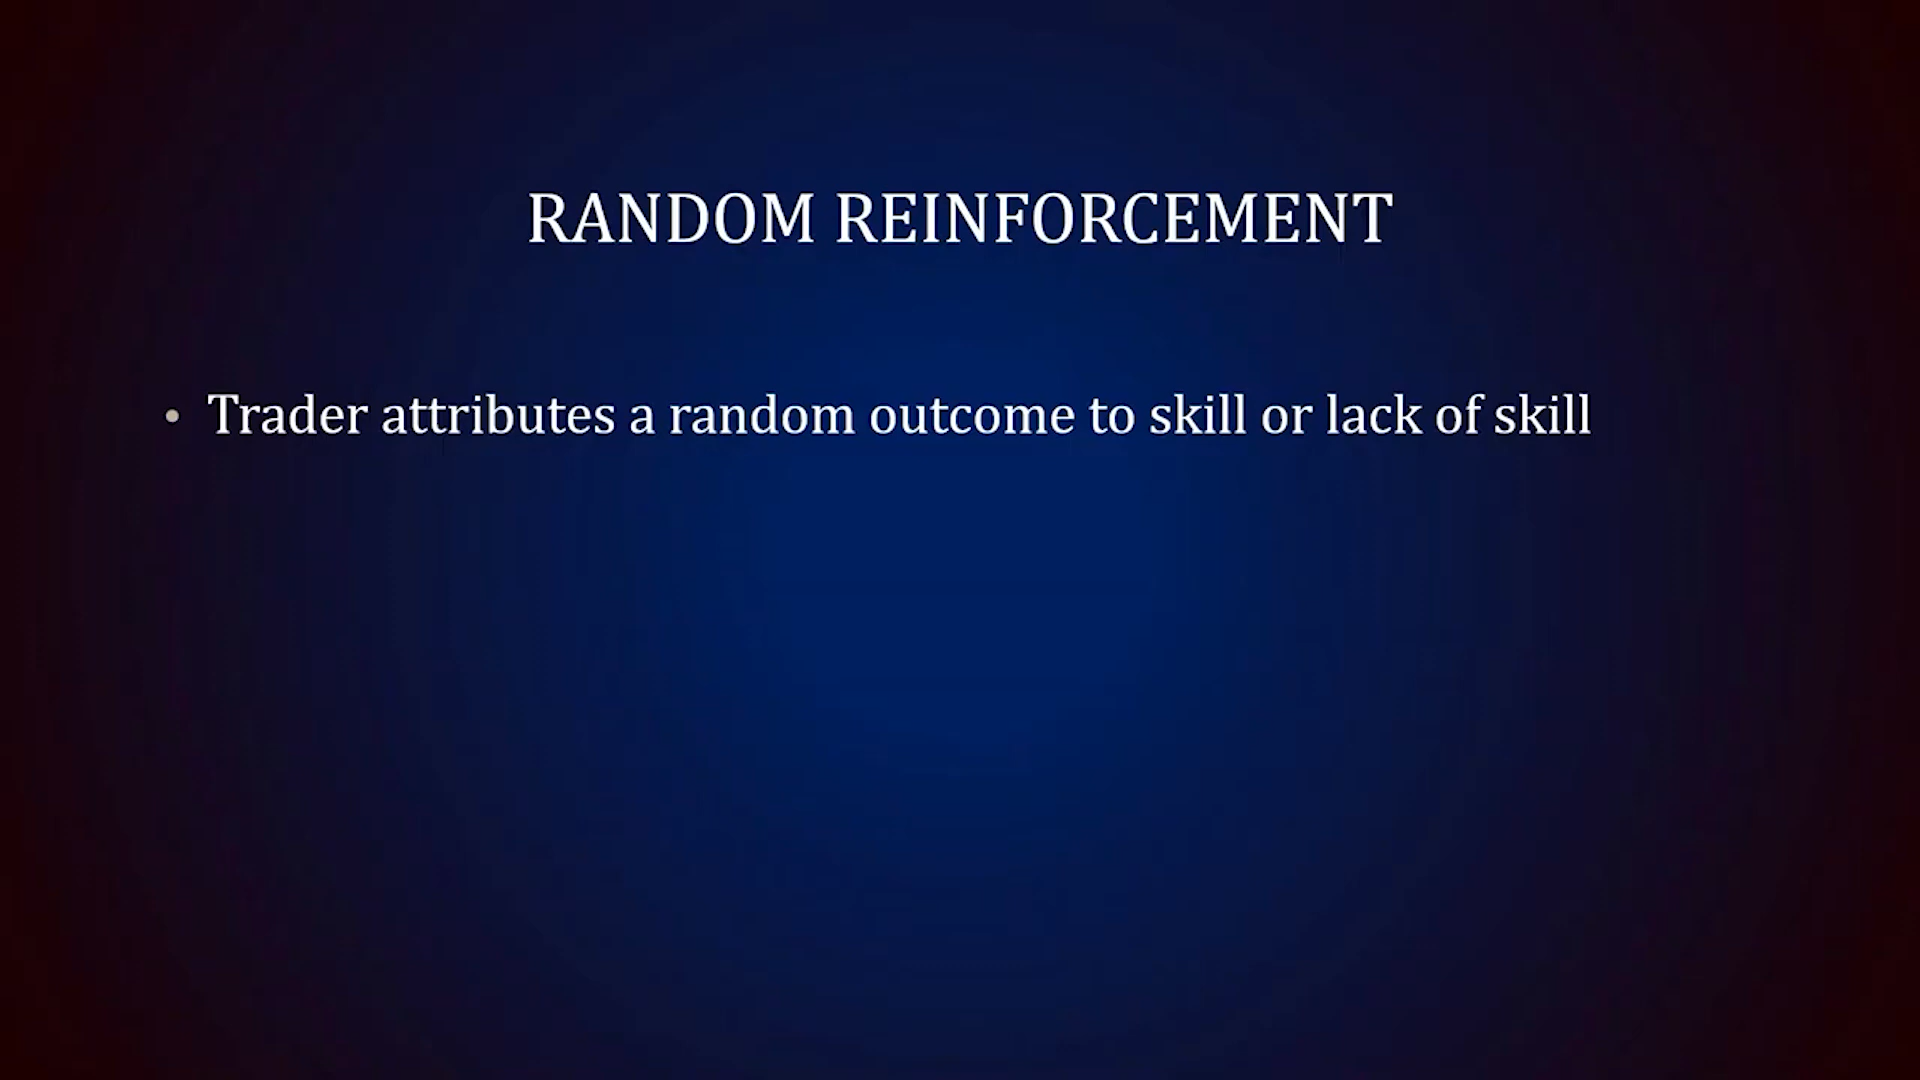 RANDOM REINFORCEMENT
• Trader attributes a random outcome to skill or lack of skill